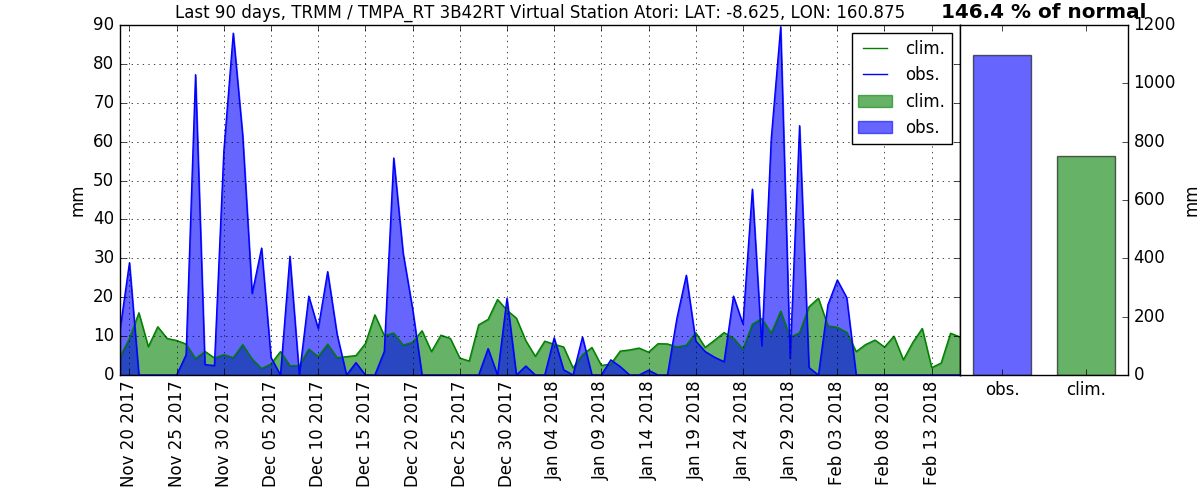 Last 90 days, TRMM / TMPA_RT 3B42RT Virtual Station Atori: LAT: -8.625, LON: 160.875
146.4 % of normal
90
80
70
60
50
40
30
20
10
0
mm
clim.
obs.
clim.
obs.
Nov 20 2017
Nov 25 2017
Nov 30 2017
Dec 05 2017
Dec 10 2017
Dec 15 2017
Dec 20 2017
Dec 25 2017
Dec 30 2017
Jan 04 2018
Jan 09 2018
Jan 14 2018
Jan 19 2018
Jan 24 2018
Jan 29 2018
Feb 03 2018
Feb 08 2018
Feb 13 2018
1200
1000
800
600
400
200
0
mm
obs.
clim.